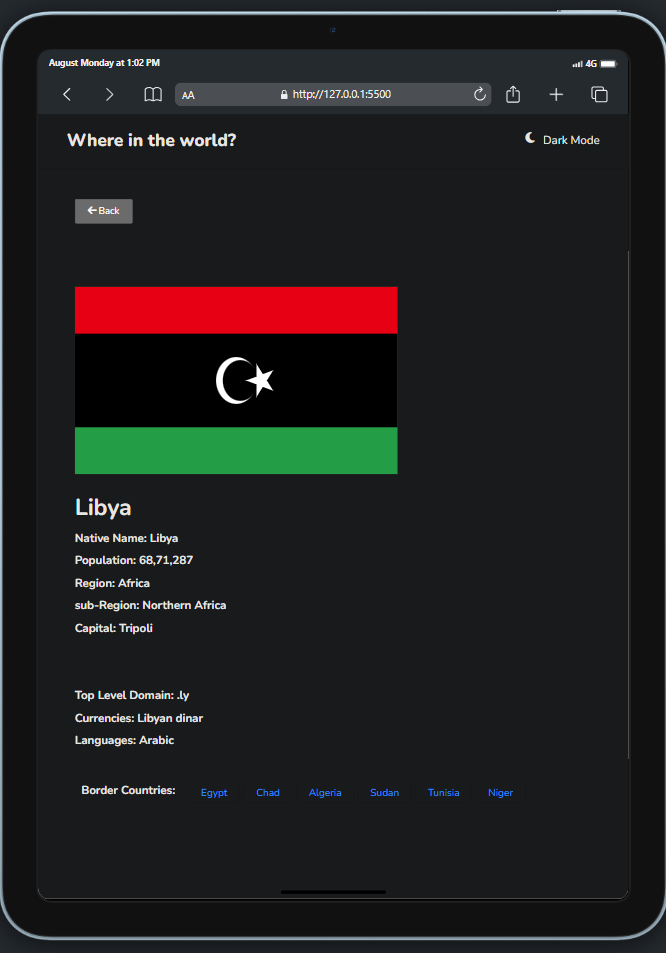 August Monday at 1:02 PM
4G
AA
http://127.0.0.1:5500
Where in the world?
Dark Mode
Back
Libya
Native Name: Libya
Population: 68,71,287
Region: Africa
sub-Region: Northern Africa
Capital: Tripoli
Top Level Domain: .ly
Currencies: Libyan dinar
Languages: Arabic
Border Countries: Egypt Chad Algeria Sudan Tunisia Niger